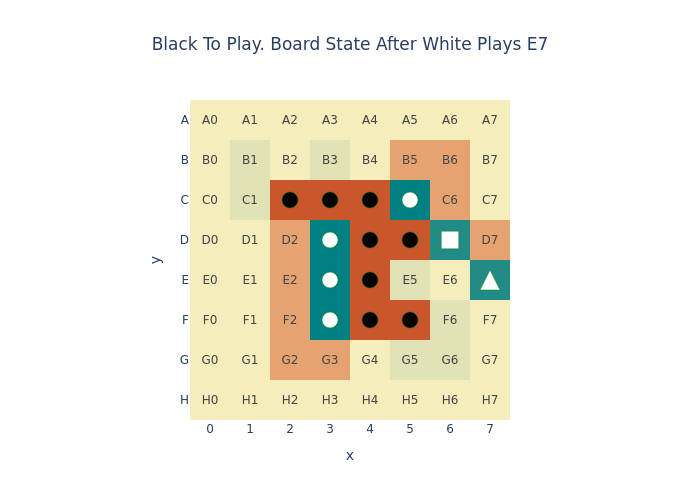 Black To Play. Board State After White Plays E7
A A0 A1 A2 A3 A4 A5 A6 A7
B B0 B1 B2 B3 B4 B5 B6 B7
C C0 C1 C6 C7
D D0 D1 D2 D7
y
E E0 E1 E2 E5 E6
F F0 F1 F2 F6 F7
G G0 G1 G2 G3 G4 G5 G6 G7
H H0 H1 H2 H3 H4 H5 H6 H7
0 1 2 3 4 5 6 7
x